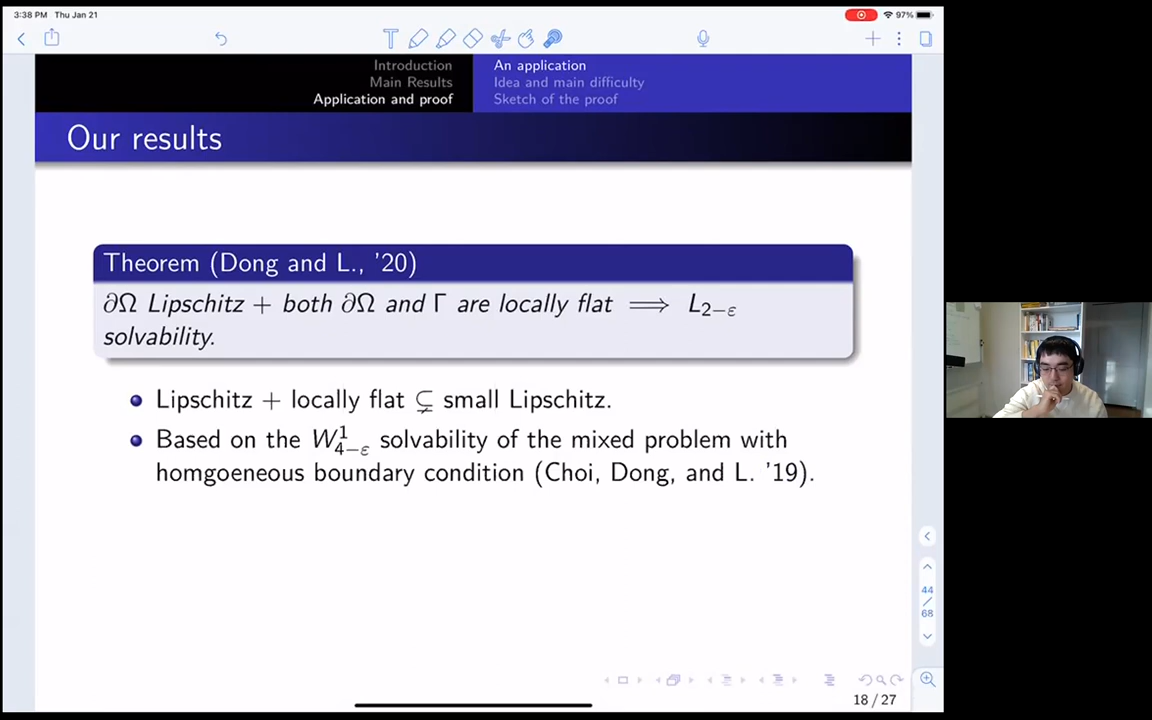 3:38 PM Thu Jan 21
97%
Introduction
Main Results
Application and proof
An application
Idea and main difficulty
Sketch of the proof
Our results
Theorem (Dong and L., '20)
∂Ω Lipschitz + both ∂Ω and Γ are locally flat ⟹ L_{2−ε}
solvability.
Lipschitz + locally flat ⊊ small Lipschitz.
Based on the W^1_{4−ε} solvability of the mixed problem with
homgoeneous boundary condition (Choi, Dong, and L. '19).
44
/
68
18 / 27